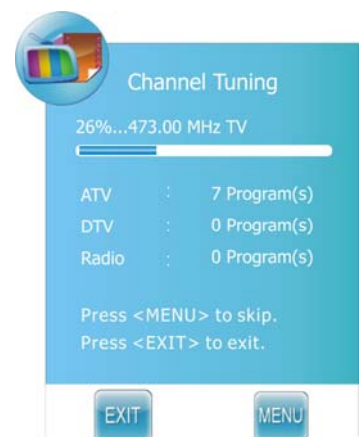 Channel Tuning
26%...473.00 MHz TV
ATV : 7 Program(s)
DTV : 0 Program(s)
Radio : 0 Program(s)
Press <MENU> to skip.
Press <EXIT> to exit.
EXIT MENU